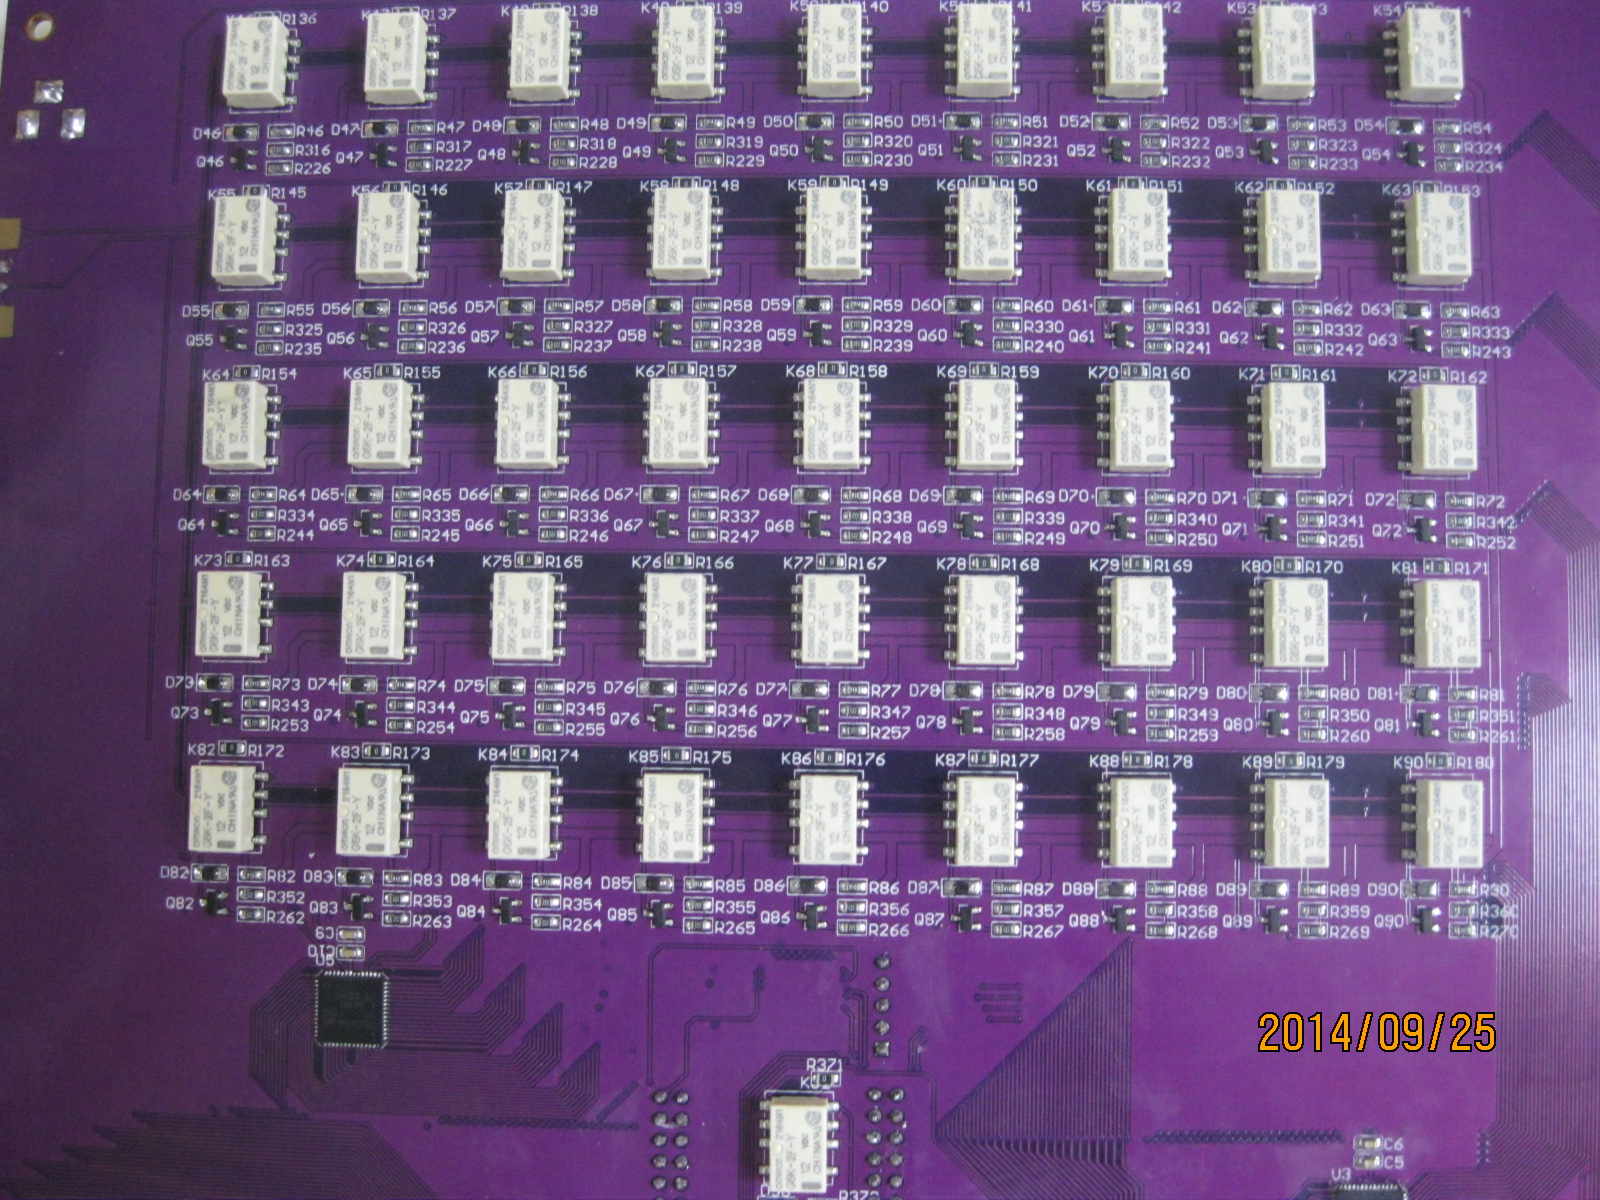 R136 R137 R138 R139 R140 R141
D46 R46 D47 R47 D48 R48 D49 R49 D50 R50 D51 R51 D52 R52 D53 R53 D54 R54
R316 R317 R318 R319 R320 R321 R322 R323 R324
Q46 R226 Q47 R227 Q48 R228 Q49 R229 Q50 R230 Q51 R231 Q52 R232 Q53 R233 Q54 R234
K55 R145 K56 R146 K57 R147 K58 R148 K59 R149 K60 R150 K61 R151 K62 R152 K63 R153
D55 R55 D56 R56 D57 R57 D58 R58 D59 R59 D60 R60 D61 R61 D62 R62 D63 R63
R325 R326 R327 R328 R329 R330 R331 R332 R333
Q55 R235 Q56 R236 Q57 R237 Q58 R238 Q59 R239 Q60 R240 Q61 R241 Q62 R242 Q63 R243
K64 R154 K65 R155 K66 R156 K67 R157 K68 R158 K69 R159 K70 R160 K71 R161 K72 R162
D64 R64 D65 R65 D66 R66 D67 R67 D68 R68 D69 R69 D70 R70 D71 R71 D72 R72
R334 R335 R336 R337 R338 R339 R340 R341 R342
Q64 R244 Q65 R245 Q66 R246 Q67 R247 Q68 R248 Q69 R249 Q70 R250 Q71 R251 Q72 R252
K73 R163 K74 R164 K75 R165 K76 R166 K77 R167 K78 R168 K79 R169 K80 R170 K81 R171
D73 R73 D74 R74 D75 R75 D76 R76 D77 R77 D78 R78 D79 R79 D80 R80 D81 R81
R343 R344 R345 R346 R347 R348 R349 R350 R351
Q73 R253 Q74 R254 Q75 R255 Q76 R256 Q77 R257 Q78 R258 Q79 R259 Q80 R260 Q81 R261
K82 R172 K83 R173 K84 R174 K85 R175 K86 R176 K87 R177 K88 R178 K89 R179 K90 R180
D82 R82 D83 R83 D84 R84 D85 R85 D86 R86 D87 R87 D88 R88 D89 R89 D90 R90
R352 R353 R354 R355 R356 R357 R358 R359 R360
Q82 R262 Q83 R263 Q84 R264 Q85 R265 Q86 R266 Q87 R267 Q88 R268 Q89 R269 Q90 R270
C9
U5
2014/09/25
R371
omron 21646N1
G6K-2F-Y
12 VDC
CHINA
C6
C5
U3